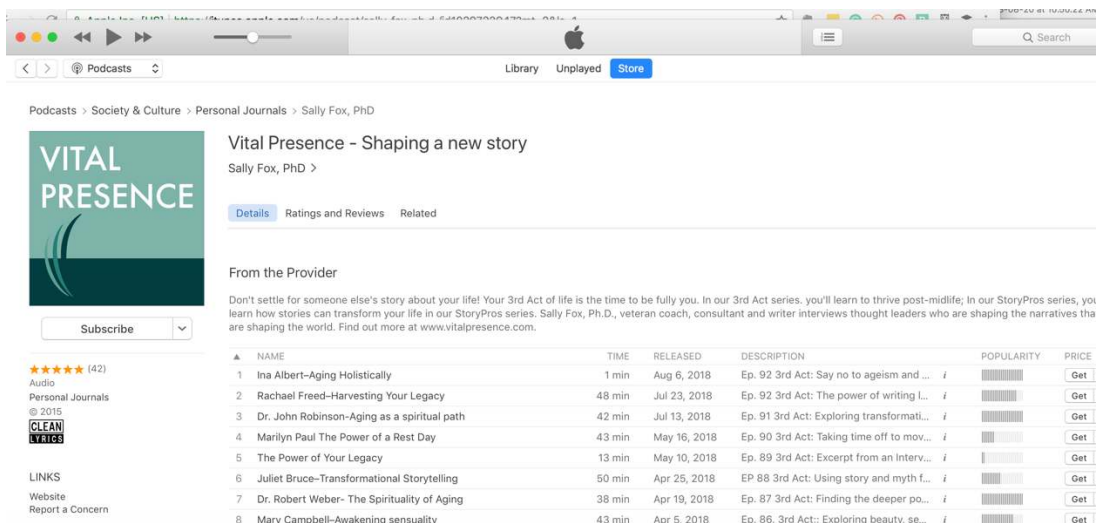 Search
Podcasts
Library Unplayed Store
Podcasts > Society & Culture > Personal Journals > Sally Fox, PhD
VITAL
PRESENCE
Vital Presence - Shaping a new story
Sally Fox, PhD >
Details Ratings and Reviews Related
From the Provider
Don't settle for someone else's story about your life! Your 3rd Act of life is the time to be fully you. In our 3rd Act series. you'll learn to thrive post-midlife; In our StoryPros series, you
learn how stories can transform your life in our StoryPros series. Sally Fox, Ph.D., veteran coach, consultant and writer interviews thought leaders who are shaping the narratives tha
are shaping the world. Find out more at www.vitalpresence.com.
Subscribe
★★★★★ (42)
Audio
Personal Journals
© 2015
CLEAN
LYRICS
LINKS
Website
Report a Concern
NAME TIME RELEASED DESCRIPTION POPULARITY PRICE
1 Ina Albert–Aging Holistically 1 min Aug 6, 2018 Ep. 92 3rd Act: Say no to ageism and ... i Get
2 Rachael Freed–Harvesting Your Legacy 48 min Jul 23, 2018 Ep. 92 3rd Act: The power of writing l... i Get
3 Dr. John Robinson-Aging as a spiritual path 42 min Jul 13, 2018 Ep. 91 3rd Act:: Exploring transformati... i Get
4 Marilyn Paul The Power of a Rest Day 43 min May 16, 2018 Ep. 90 3rd Act: Taking time off to mov... i Get
5 The Power of Your Legacy 13 min May 10, 2018 Ep. 89 3rd Act: Excerpt from an Interv... i Get
6 Juliet Bruce–Transformational Storytelling 50 min Apr 25, 2018 EP 88 3rd Act: Using story and myth f... i Get
7 Dr. Robert Weber- The Spirituality of Aging 38 min Apr 19, 2018 Ep. 87 3rd Act: Finding the deeper po... i Get
8 Mary Campbell–Awakening sensuality 43 min Apr 5, 2018 Ep. 86. 3rd Act:: Exploring beauty, se... i Get